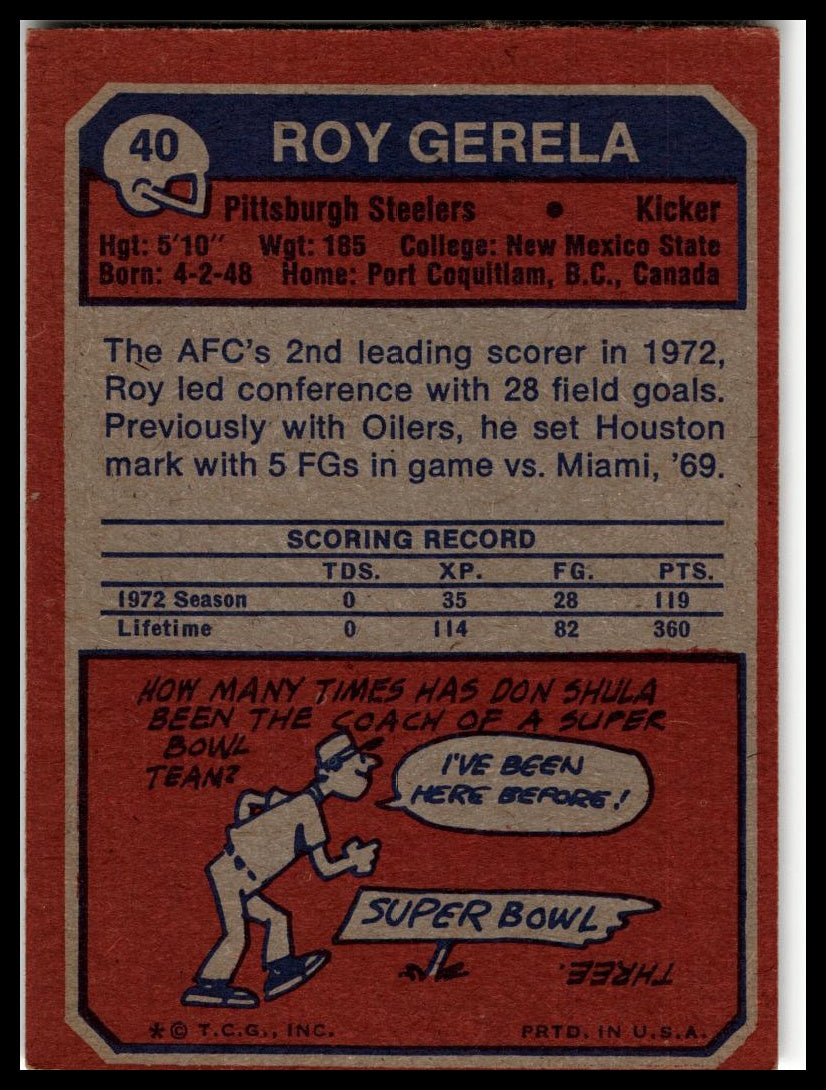 40
ROY GERELA
Pittsburgh Steelers • Kicker
Hgt: 5'10" Wgt: 185 College: New Mexico State
Born: 4-2-48 Home: Port Coquitlam, B.C., Canada
The AFC's 2nd leading scorer in 1972,
Roy led conference with 28 field goals.
Previously with Oilers, he set Houston
mark with 5 FGs in game vs. Miami, '69.
SCORING RECORD
TDS. XP. FG. PTS.
1972 Season 0 35 28 119
Lifetime 0 114 82 360
HOW MANY TIMES HAS DON SHULA
BEEN THE COACH OF A SUPER
BOWL
TEAM?
I'VE BEEN
HERE BEFORE!
SUPER BOWL
THREE.
* © T.C.G., INC. PRTD. IN U.S.A.